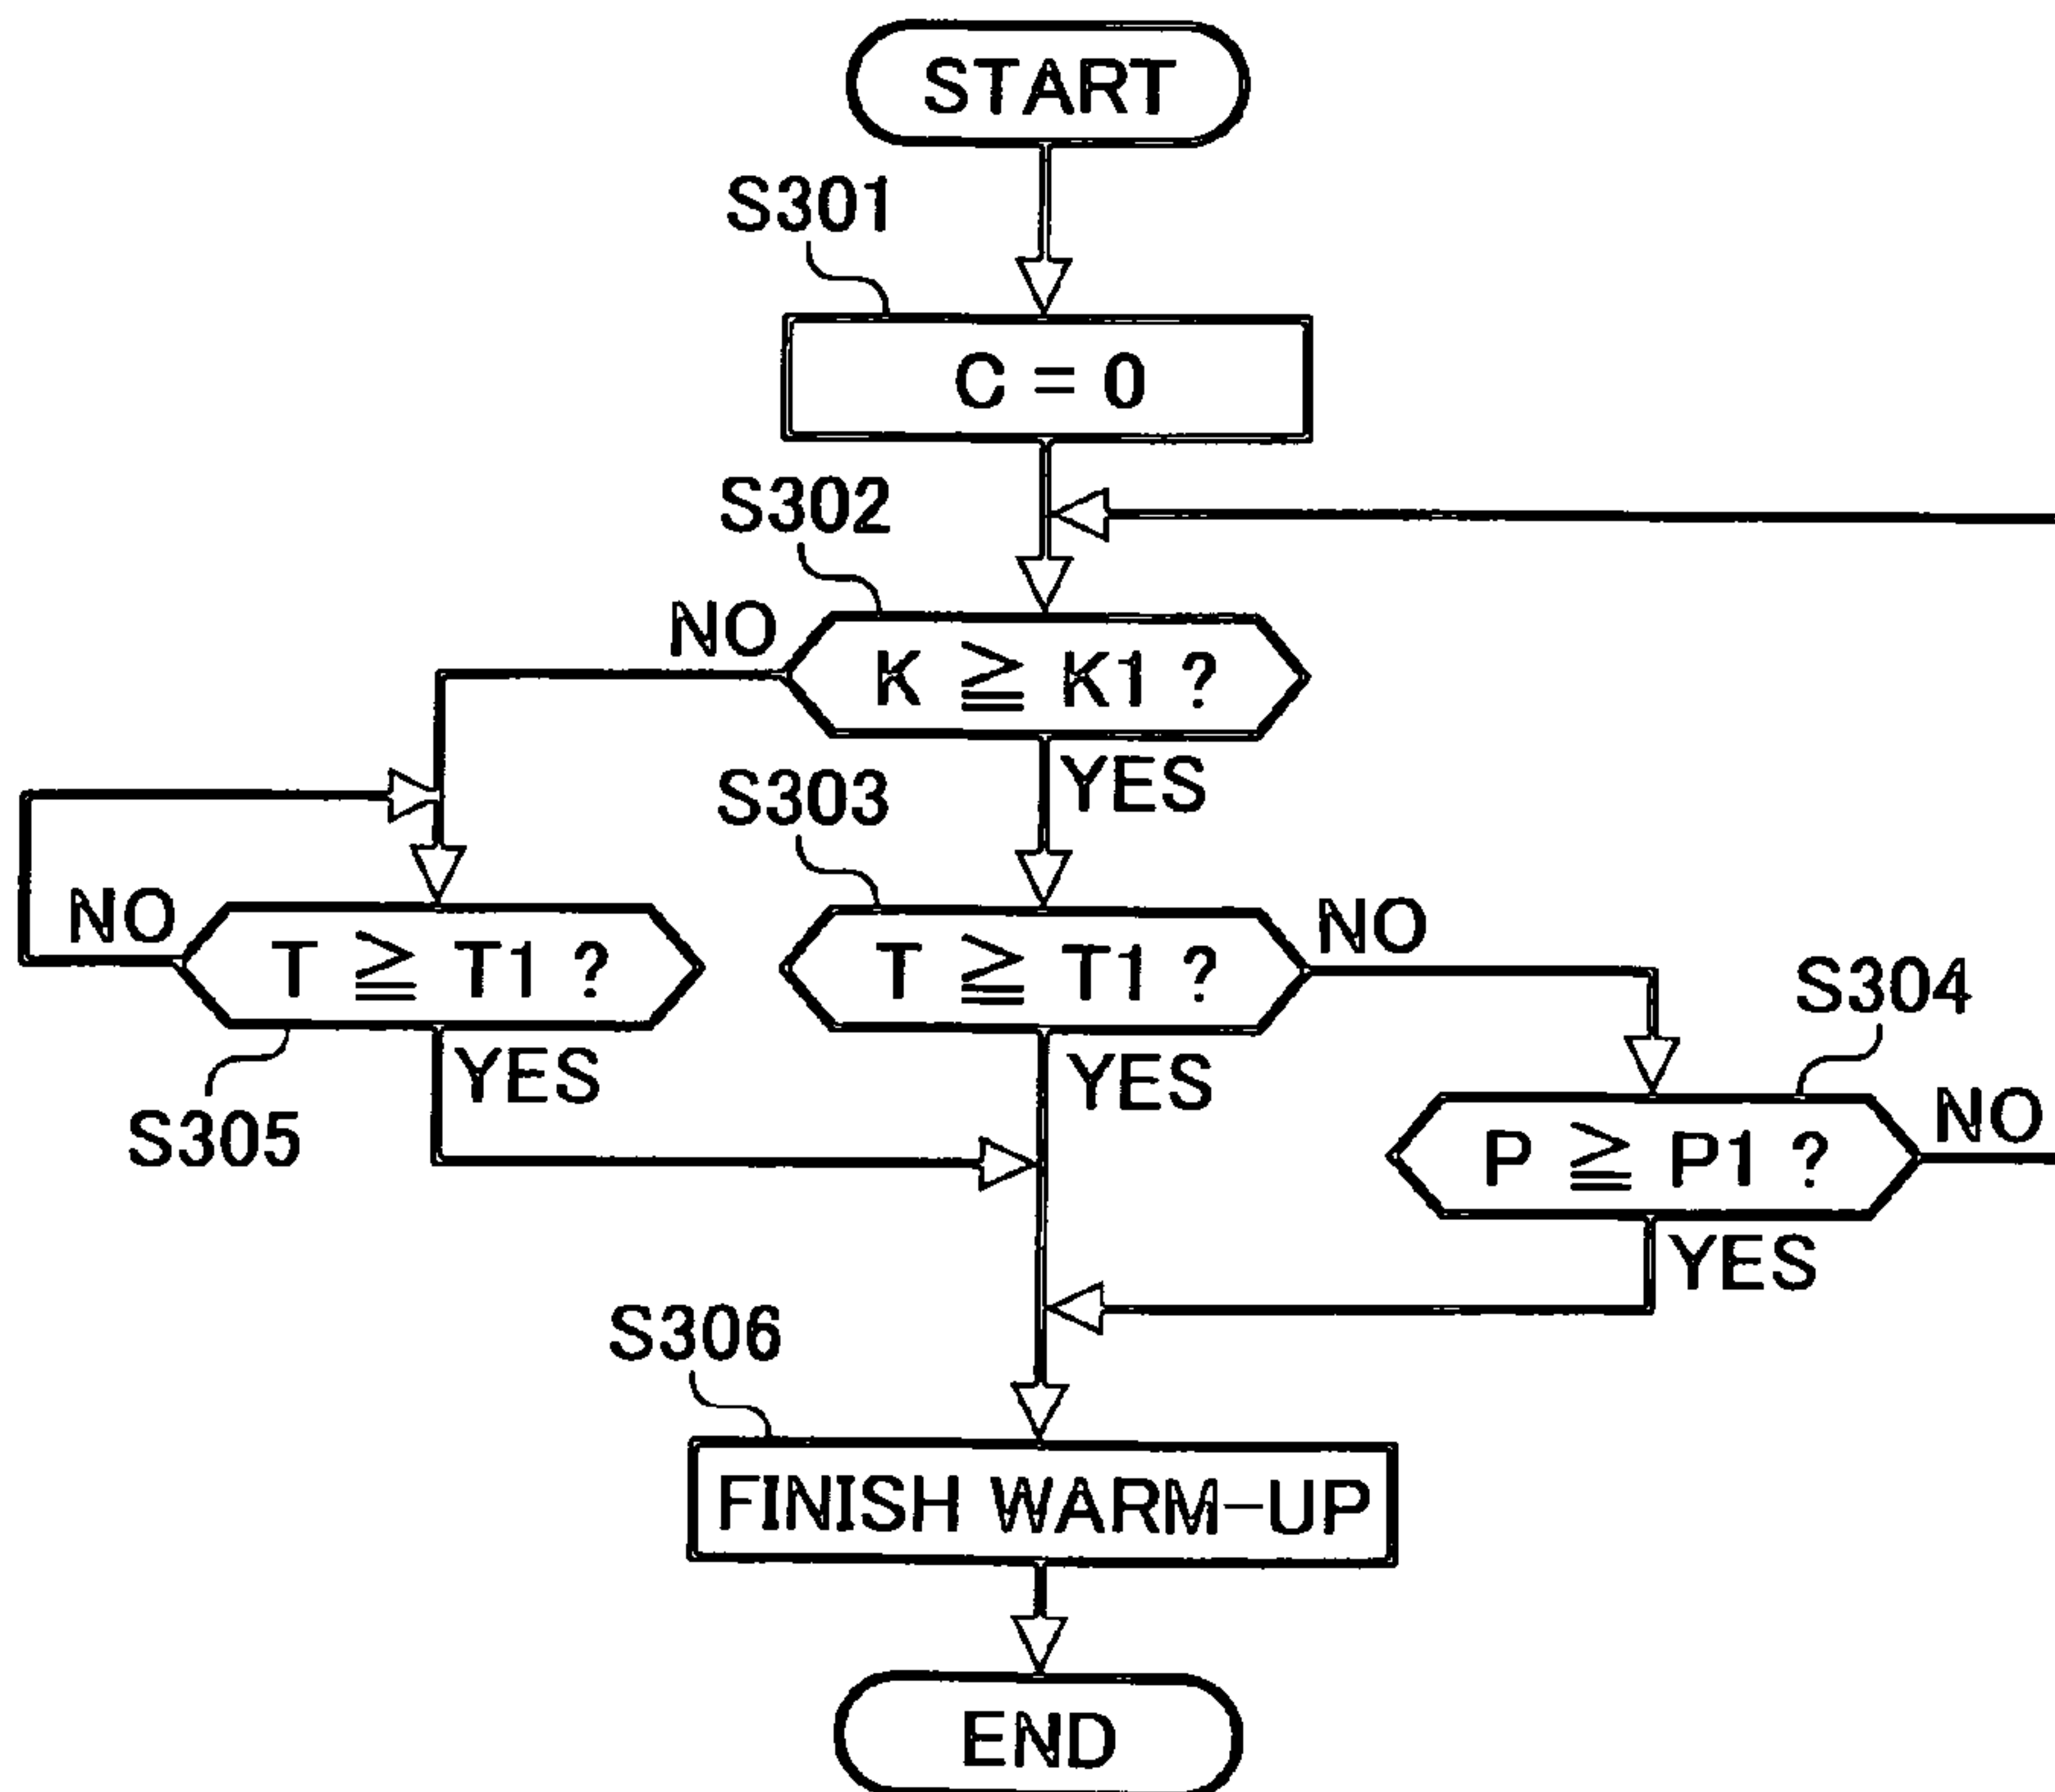 START
S301
C = 0
S302
NO
K ≧ K1 ?
YES
S303
NO
T ≧ T1 ?
YES
S305
T ≧ T1 ?
NO
YES
S304
P ≧ P1 ?
NO
YES
S306
FINISH WARM-UP
END